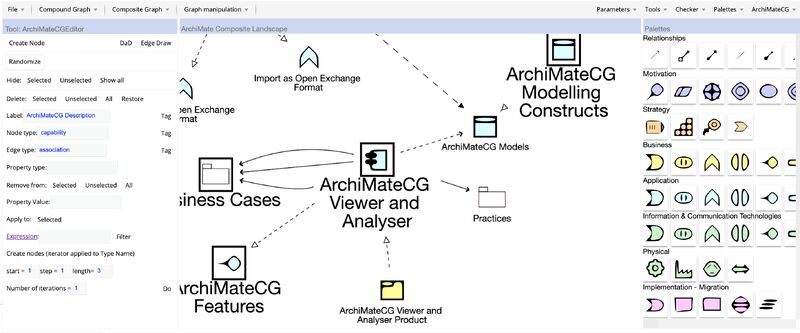 File Compound Graph Composite Graph Graph manipulation Parameters Tools Checker Palettes ArchiMateCG
Tool: ArchiMateCGEditor
Create Node DaD Edge Draw
Randomize
Hide: Selected Unselected Show all
Delete: Selected Unselected All Restore
Label: ArchiMateCG Description Tag
Node type: capability Tag
Edge type: association Tag
Property type:
Remove from: Selected Unselected All
Property Value:
Apply to: Selected
Expression: Filter
Create nodes (iterator applied to Type Name)
start = 1 step = 1 length= 3
Number of iterations = 1 Do
ArchiMateCG Composite Landscape
Import as Open Exchange
Format
pen Exchange
rmat
ArchiMateCG
Modelling
Constructs
ArchiMateCG Models
siness Cases
ArchiMateCG
Viewer and
Analyser
Practices
ArchiMateCG
Features
ArchiMateCG Viewer and
Analyser Product
Palettes
Relationships
Motivation
Strategy
Business
Application
Information & Communication Technologies
Physical
Implementation - Migration